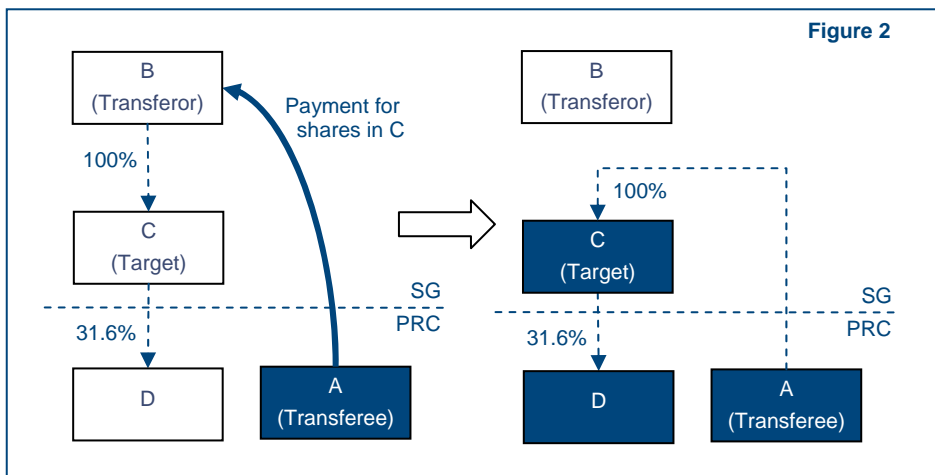 Figure 2
B
(Transferor)
Payment for
shares in C
100%
C
(Target)
SG
PRC
31.6%
D
A
(Transferee)
B
(Transferor)
100%
C
(Target)
SG
PRC
31.6%
D
A
(Transferee)